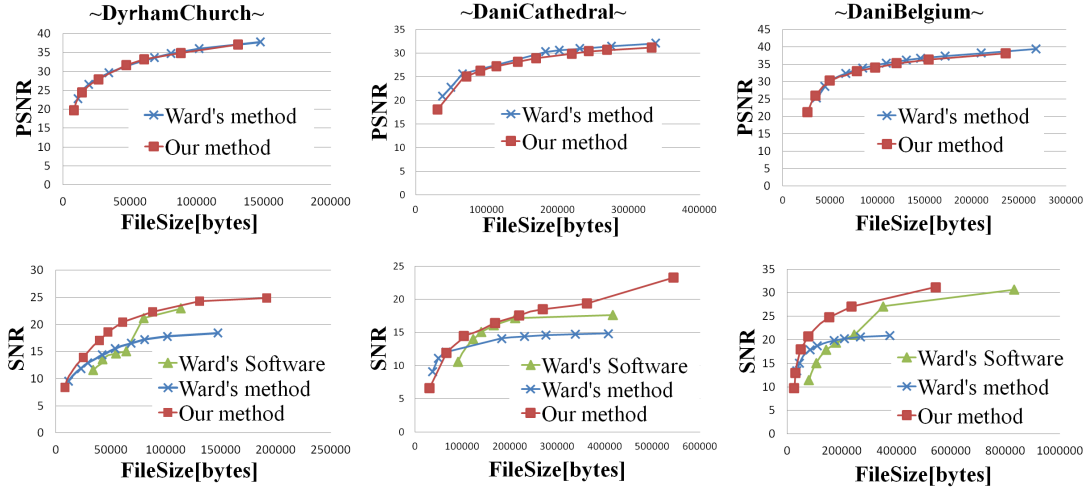 ~DyrhamChurch~
40
35
30
25
20
15
10
5
0
PSNR
Ward's method
Our method
0 50000 100000 150000 200000
FileSize[bytes]
~DaniCathedral~
35
30
25
20
15
10
5
0
PSNR
Ward's method
Our method
0 100000 200000 300000 400000
FileSize[bytes]
~DaniBelgium~
45
40
35
30
25
20
15
10
5
0
PSNR
Ward's method
Our method
0 50000 100000 150000 200000 250000 300000
FileSize[bytes]
30
25
20
15
10
5
0
SNR
Ward's Software
Ward's method
Our method
0 50000 100000 150000 200000 250000
FileSize[bytes]
25
20
15
10
5
0
SNR
Ward's Software
Ward's method
Our method
0 100000 200000 300000 400000 500000 600000
FileSize[bytes]
35
30
25
20
15
10
5
0
SNR
Ward's Software
Ward's method
Our method
0 200000 400000 600000 800000 1000000
FileSize[bytes]